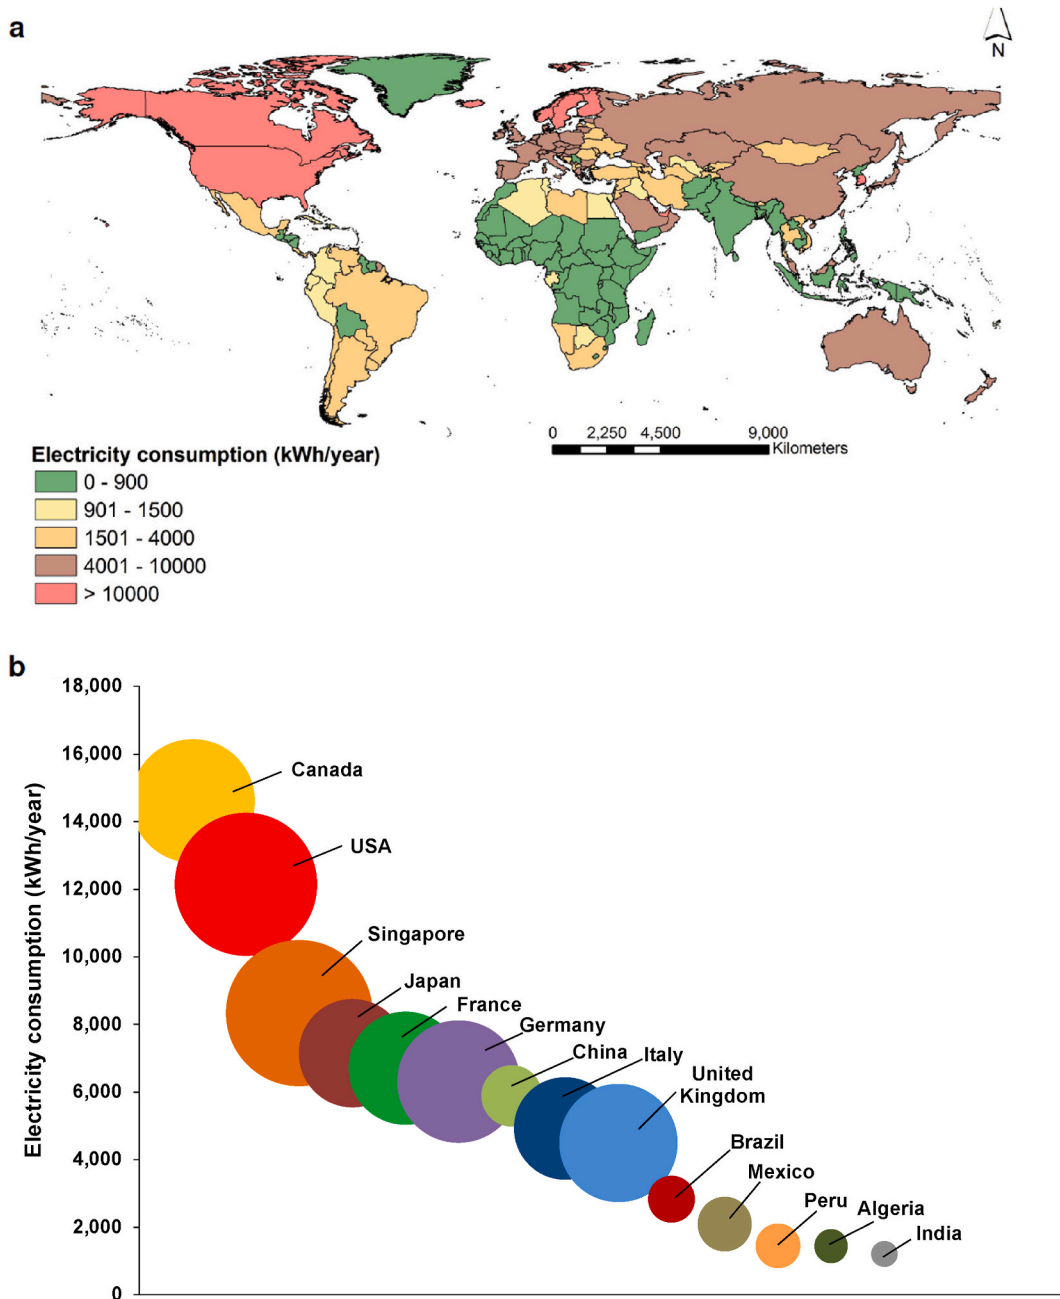 a
N
0 2,250 4,500 9,000
Kilometers
Electricity consumption (kWh/year)
0 - 900
901 - 1500
1501 - 4000
4001 - 10000
> 10000
b
Electricity consumption (kWh/year)
18,000
16,000
14,000
12,000
10,000
8,000
6,000
4,000
2,000
0
Canada
USA
Singapore
Japan
France
Germany
China
Italy
United
Kingdom
Brazil
Mexico
Peru
Algeria
India